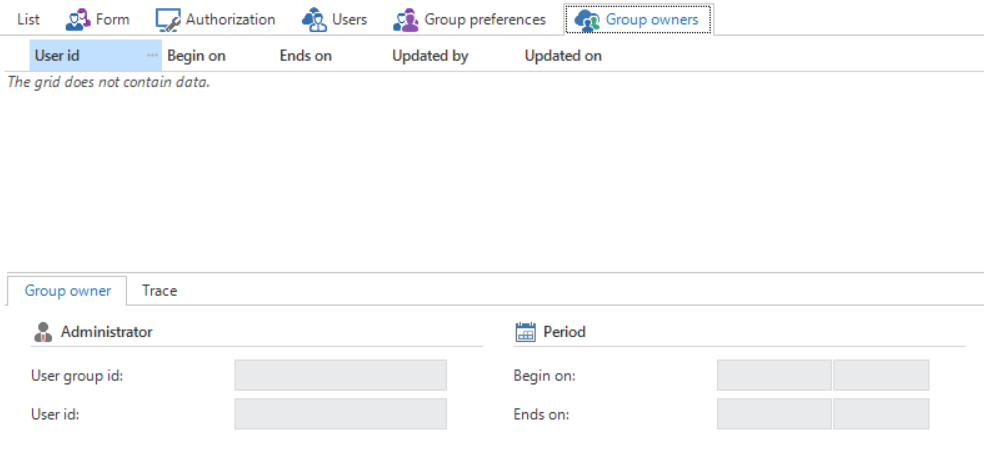 List Form Authorization Users Group preferences Group owners
User id ... Begin on Ends on Updated by Updated on
The grid does not contain data.
Group owner Trace
Administrator Period
User group id: Begin on:
User id: Ends on: